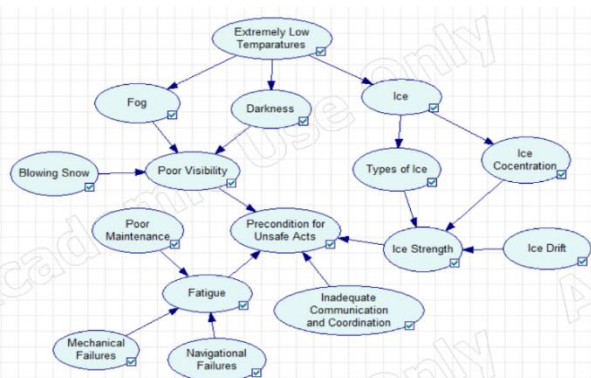 Extremely Low
Temparatures
Fog
Darkness
Ice
Blowing Snow
Poor Visibility
Types of Ice
Ice
Cocentration
Poor
Maintenance
Precondition for
Unsafe Acts
Ice Strength
Ice Drift
Fatigue
Inadequate
Communication
and Coordination
Mechanical
Failures
Navigational
Failures